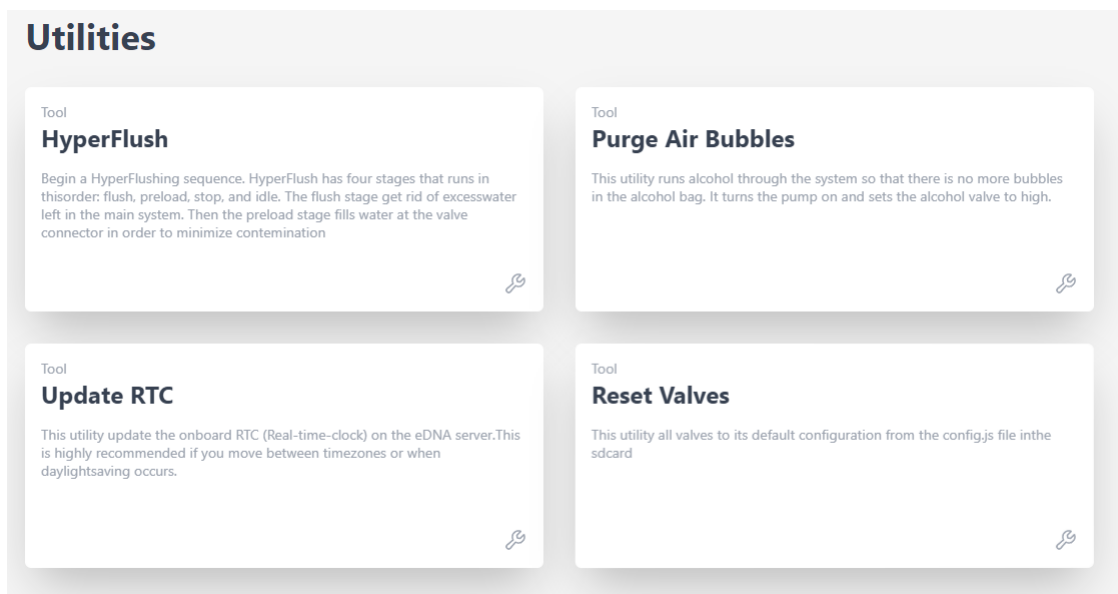 Utilities
Tool
HyperFlush
Begin a HyperFlushing sequence. HyperFlush has four stages that runs in
thisorder: flush, preload, stop, and idle. The flush stage get rid of excesswater
left in the main system. Then the preload stage fills water at the valve
connector in order to minimize contemination
Tool
Purge Air Bubbles
This utility runs alcohol through the system so that there is no more bubbles
in the alcohol bag. It turns the pump on and sets the alcohol valve to high.
Tool
Update RTC
This utility update the onboard RTC (Real-time-clock) on the eDNA server.This
is highly recommended if you move between timezones or when
daylightsaving occurs.
Tool
Reset Valves
This utility all valves to its default configuration from the config.js file inthe
sdcard